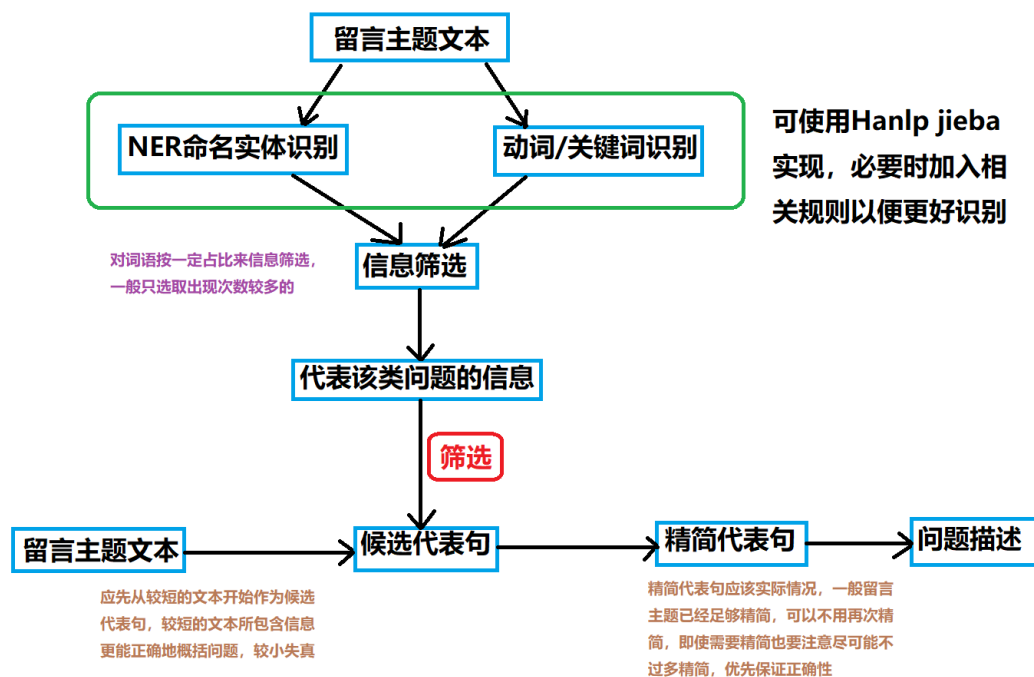 留言主题文本
NER命名实体识别
动词/关键词识别
可使用Hanlp jieba
实现，必要时加入相
关规则以便更好识别
对词语按一定占比来信息筛选，
一般只选取出现次数较多的
信息筛选
代表该类问题的信息
筛选
留言主题文本
候选代表句
精简代表句
问题描述
应先从较短的文本开始作为候选
代表句，较短的文本所包含信息
更能正确地概括问题，较小失真
精简代表句应该实际情况，一般留言
主题已经足够精简，可以不用再次精
简，即使需要精简也要注意尽可能不
过多精简，优先保证正确性